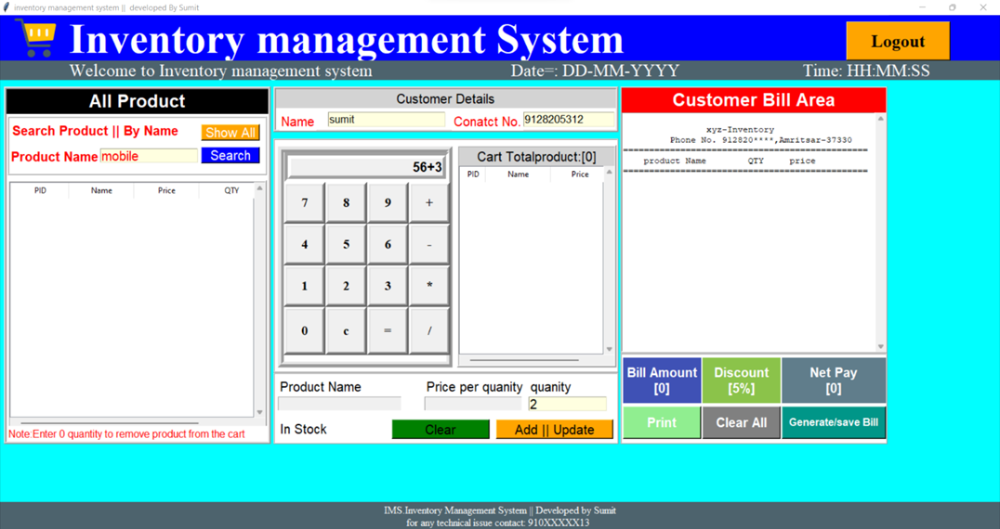 inventory management system || developed By Sumit
Inventory management System
Logout
Welcome to Inventory management system
Date=: DD-MM-YYYY
Time: HH:MM:SS
All Product
Search Product || By Name
Show All
Product Name
mobile
Search
PID Name Price QTY
Note:Enter 0 quantity to remove product from the cart
Customer Details
Name
sumit
Conatct No.
9128205312
56+3
7 8 9 +
4 5 6 -
1 2 3 *
0 c = /
Cart Totalproduct:[0]
PID Name Price
Product Name
Price per quanity
quanity
2
In Stock
Clear
Add || Update
Customer Bill Area
xyz-Inventory
Phone No. 912820****,Amritsar-37330
==============================================
product Name QTY price
==============================================
Bill Amount
[0]
Discount
[5%]
Net Pay
[0]
Print
Clear All
Generate/save Bill
IMS.Inventory Management System || Developed by Sumit
for any technical issue contact: 910XXXXX13